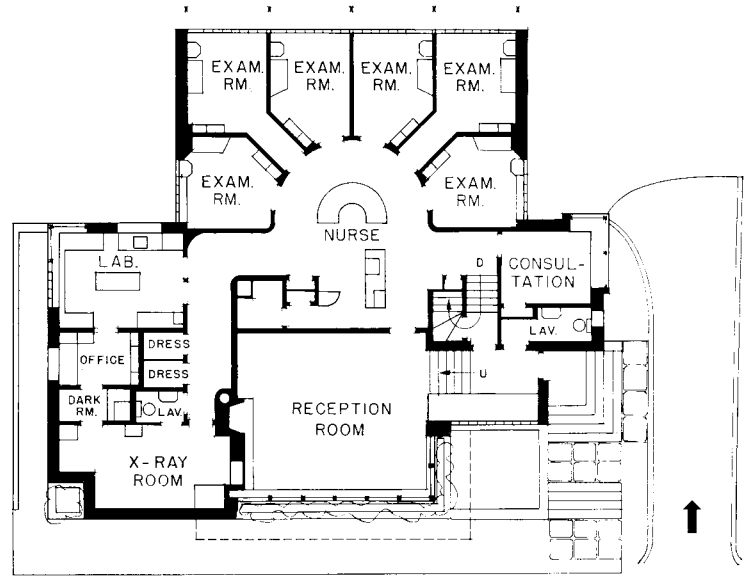 EXAM.
RM.
EXAM.
RM.
EXAM.
RM.
EXAM.
RM.
EXAM.
RM.
EXAM.
RM.
NURSE
LAB.
D
CONSUL-
TATION
LAV.
OFFICE
DRESS
DRESS
U
DARK
RM.
LAV.
RECEPTION
ROOM
X-RAY
ROOM